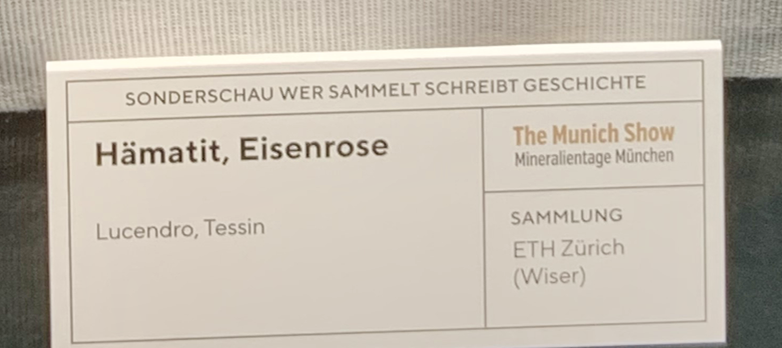 SONDERSCHAU WER SAMMELT SCHREIBT GESCHICHTE
Hämatit, Eisenrose
Lucendro, Tessin
The Munich Show
Mineralientage München
SAMMLUNG
ETH Zürich
(Wiser)